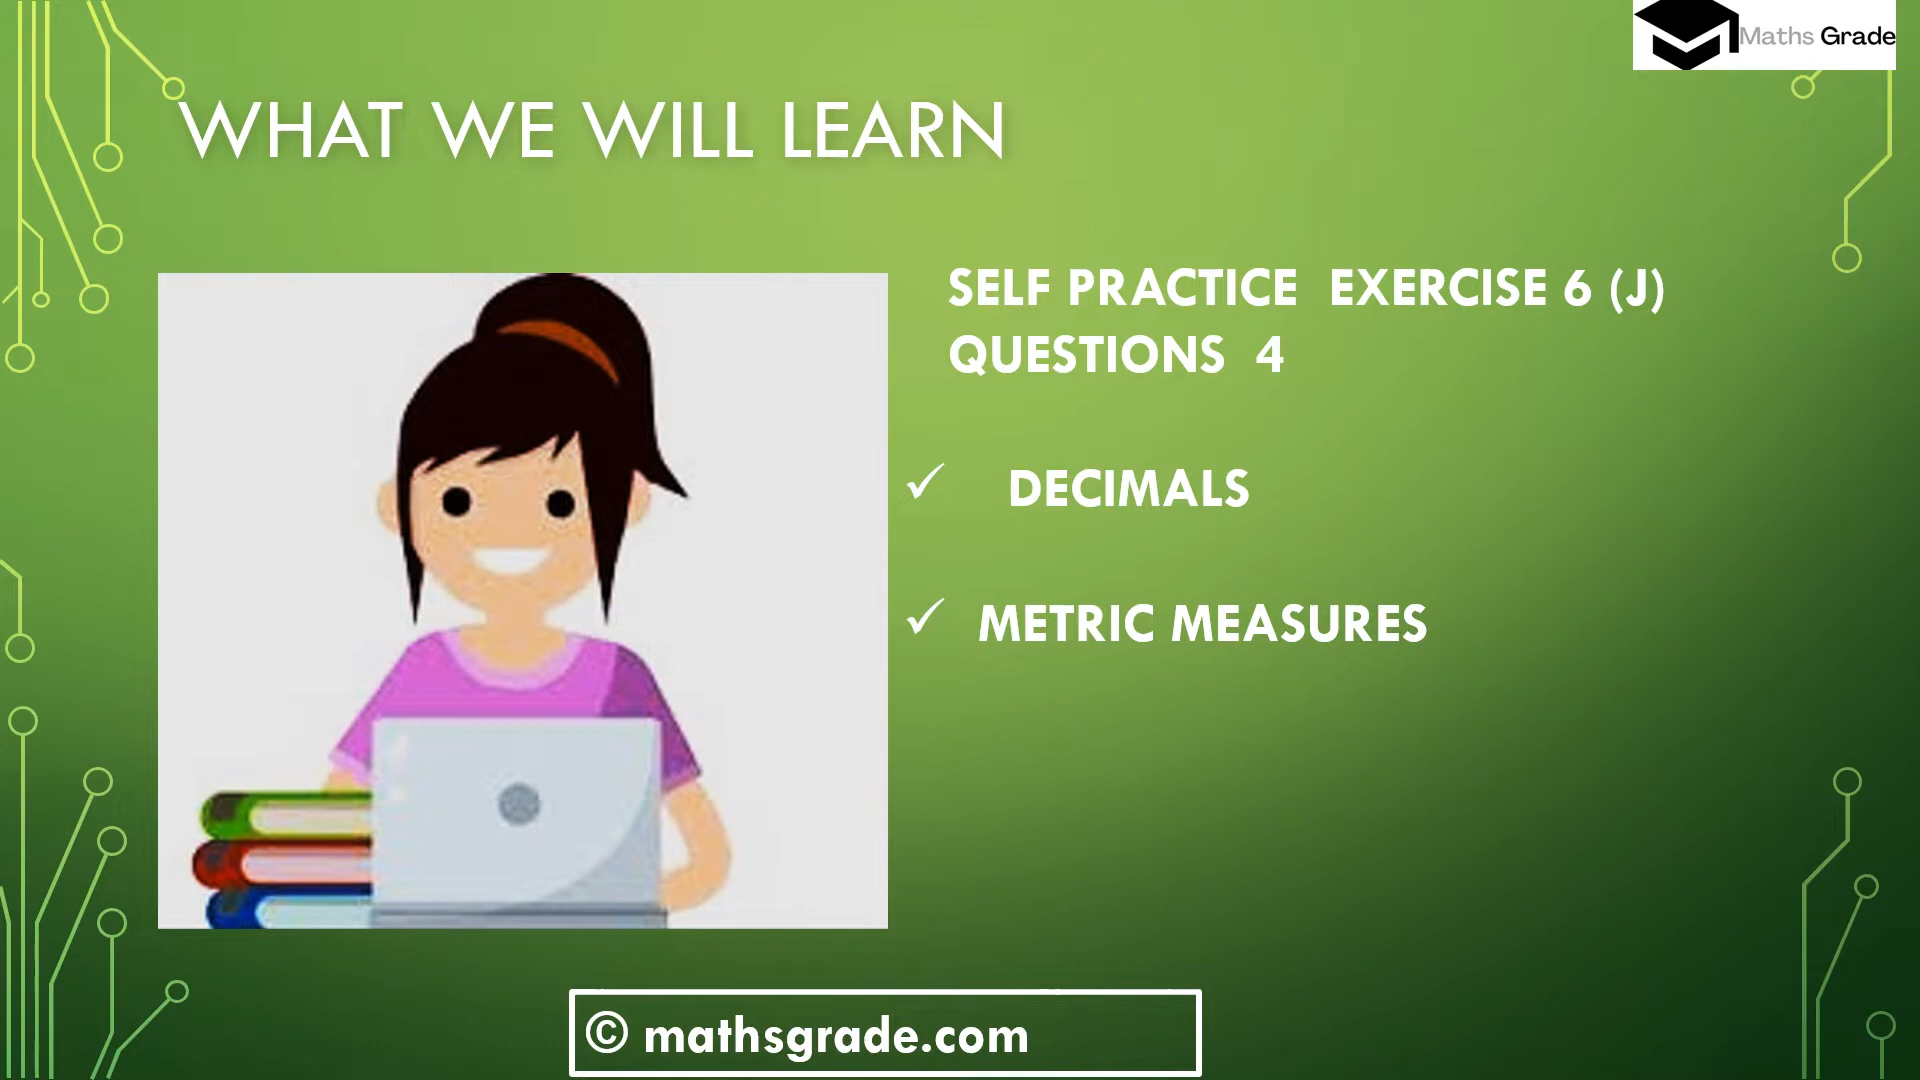 Maths Grade
WHAT WE WILL LEARN
SELF PRACTICE EXERCISE 6 (J)
QUESTIONS 4
✓ DECIMALS
✓ METRIC MEASURES
© mathsgrade.com